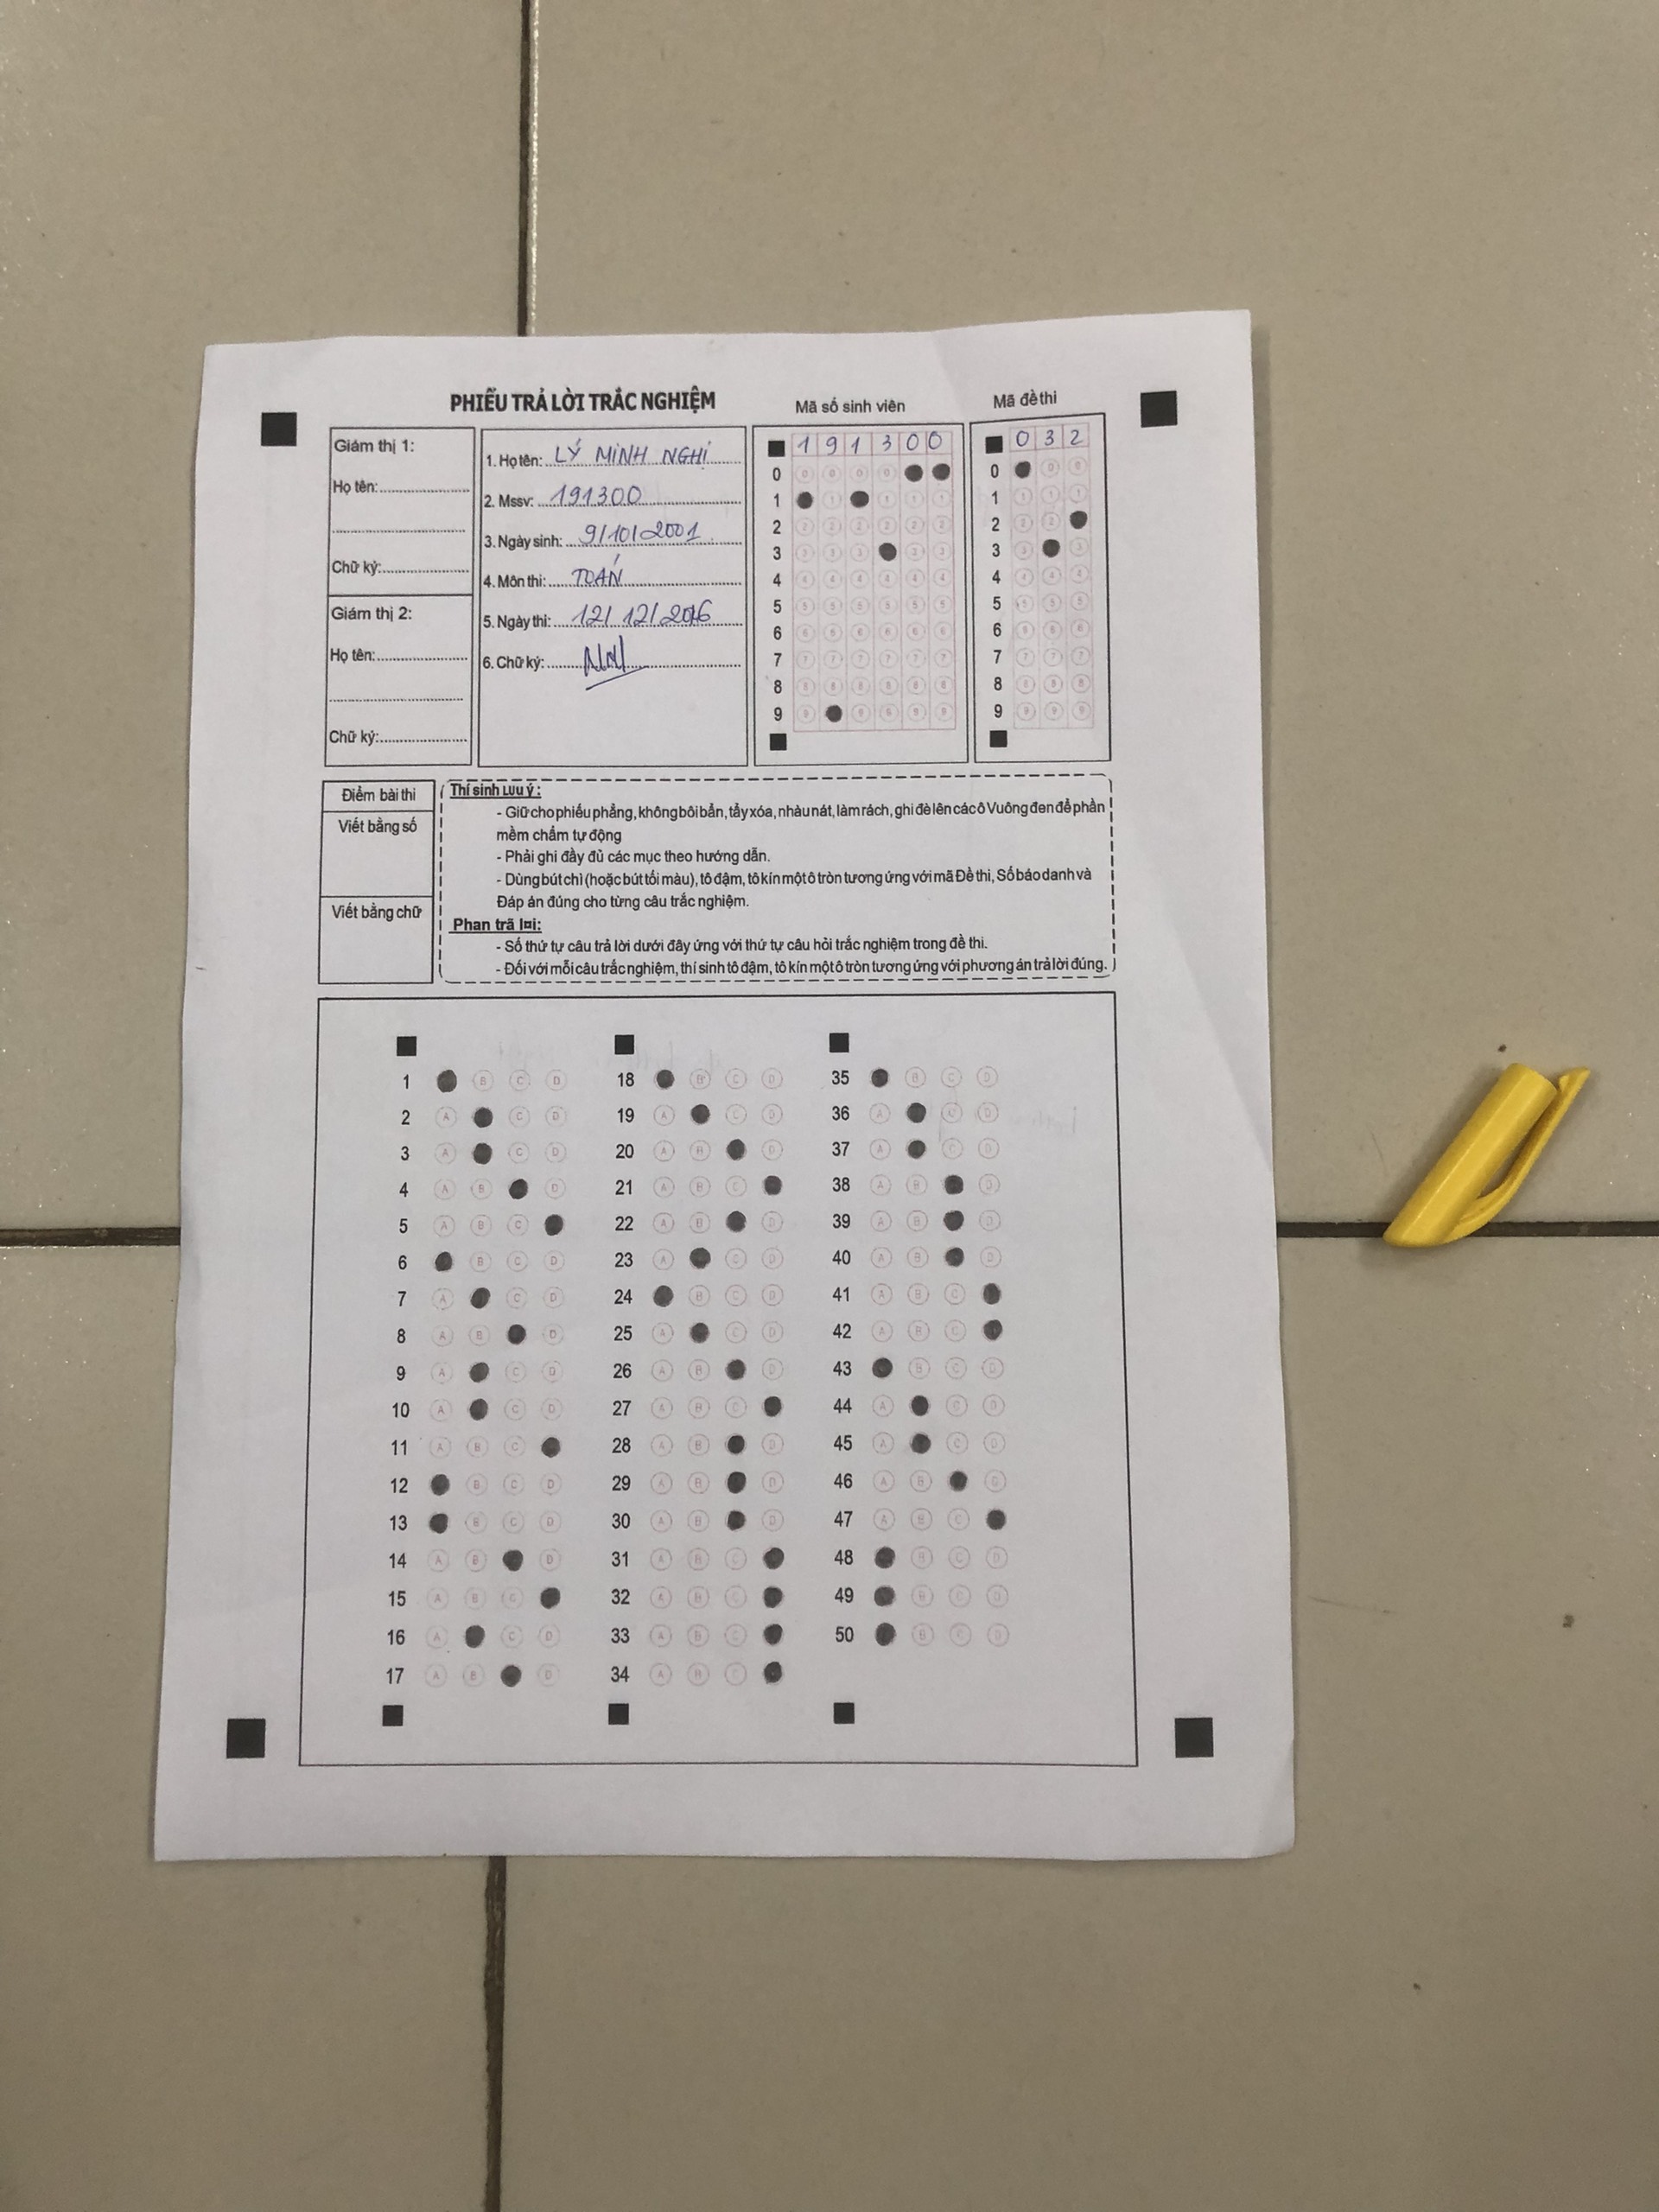 PHIẾU TRẢ LỜI TRẮC NGHIỆM
Mã số sinh viên
Mã đề thi
Giám thị 1:
Họ tên:
Chữ ký:
Giám thị 2:
Họ tên:
Chữ ký:
1. Họ tên: LÝ MINH NGHI
2. Mssv: 191300
3. Ngày sinh: 9/10/2001
4. Môn thi: TOÁN
5. Ngày thi: 12/12/2016
6. Chữ ký:
1 9 1 3 0 0
0
1
2
3
4
5
6
7
8
9
0 3 2
0
1
2
3
4
5
6
7
8
9
Điểm bài thi
Viết bằng số
Viết bằng chữ
Thí sinh Lưu ý:
- Giữ cho phiếu phẳng, không bôi bẩn, tẩy xóa, nhàu nát, làm rách, ghi đè lên các ô Vuông đen để phần
mềm chấm tự động
- Phải ghi đầy đủ các mục theo hướng dẫn.
- Dùng bút chì (hoặc bút tối màu), tô đậm, tô kín một ô tròn tương ứng với mã Đề thi, Số báo danh và
Đáp án đúng cho từng câu trắc nghiệm.
Phan trã lơi:
- Số thứ tự câu trả lời dưới đây ứng với thứ tự câu hỏi trắc nghiệm trong đề thi.
- Đối với mỗi câu trắc nghiệm, thí sinh tô đậm, tô kín một ô tròn tương ứng với phương án trả lời đúng.
1 B C D
2 A C D
3 A C D
4 A B D
5 A B C
6 B C D
7 A C D
8 A B D
9 A C D
10 A C D
11 A B C
12 B C D
13 B C D
14 A B D
15 A B C
16 A C D
17 A B D
18 B C D
19 A C D
20 A B D
21 A B C
22 A B D
23 A C D
24 B C D
25 A C D
26 A B D
27 A B C
28 A B D
29 A B D
30 A B D
31 A B C
32 A B C
33 A B C
34 A B C
35 B C D
36 A C D
37 A C D
38 A B D
39 A B D
40 A B D
41 A B C
42 A B C
43 B C D
44 A C D
45 A C D
46 A B D
47 A B C
48 B C D
49 B C D
50 B C D